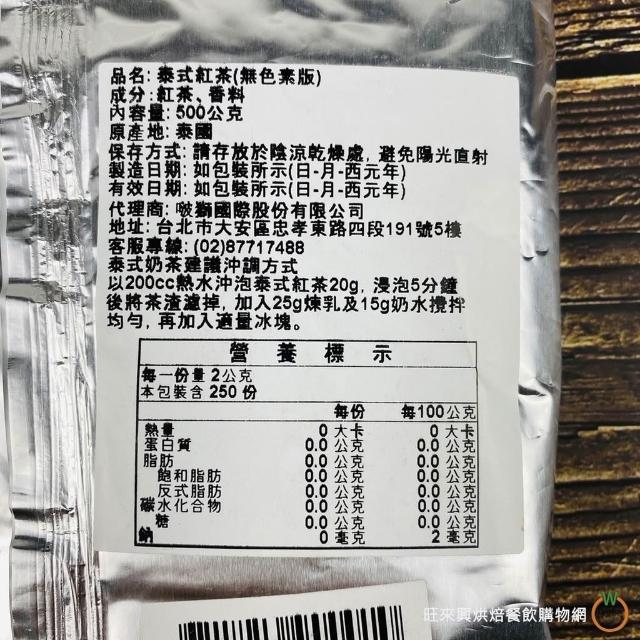 品名: 泰式紅茶(無色素版)
成分:紅茶、香料
內容量: 500公克
原產地: 泰國
保存方式: 請存放於陰涼乾燥處, 避免陽光直射
製造日期: 如包裝所示(日-月-西元年)
有效日期: 如包裝所示(日-月-西元年)
代理商: 啵獅國際股份有限公司
地址: 台北市大安區忠孝東路四段191號5樓
客服專線: (02)87717488
泰式奶茶建議沖調方式
以200cc熱水沖泡泰式紅茶20g, 浸泡5分鐘
後將茶渣濾掉, 加入25g煉乳及15g奶水攪拌
均勻, 再加入適量冰塊。
營養標示
每一份量 2公克
本包裝含 250 份
每份 每100公克
熱量 0 大卡 0 大卡
蛋白質 0.0 公克 0.0 公克
脂肪 0.0 公克 0.0 公克
飽和脂肪 0.0 公克 0.0 公克
反式脂肪 0.0 公克 0.0 公克
碳水化合物 0.0 公克 0.0 公克
糖 0.0 公克 0.0 公克
鈉 0 毫克 2 毫克
旺來興烘焙餐飲購物網
W